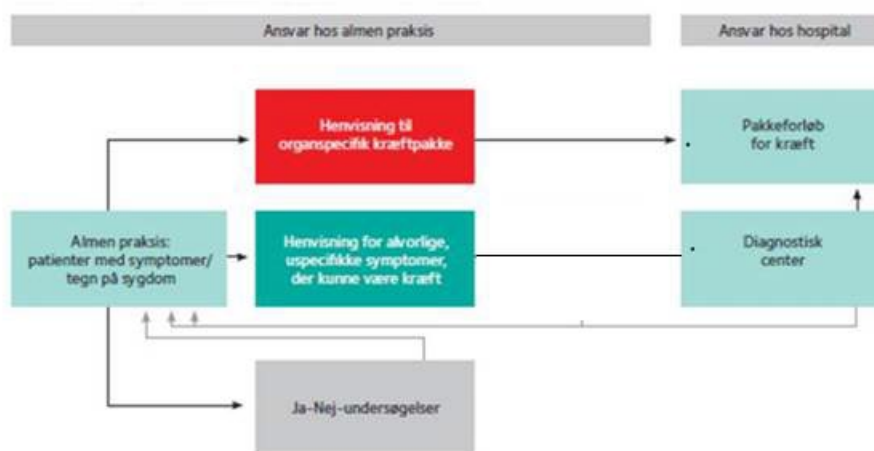 Ansvar hos almen praksis
Ansvar hos hospital
Henvisning til
organspecifik kræftpakke
Pakkeforløb
for kræft
Almen praksis:
patienter med symptomer/
tegn på sygdom
Henvisning for alvorlige,
uspecifikke symptomer,
der kunne være kræft
Diagnostisk
center
Ja-Nej-undersøgelser